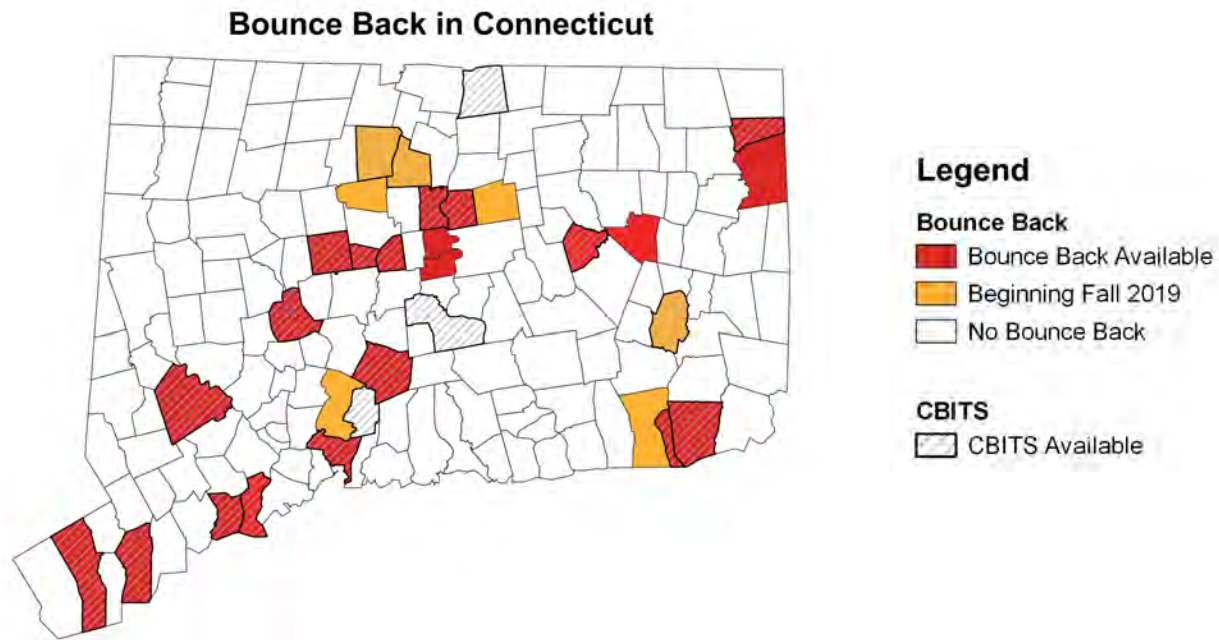 Bounce Back in Connecticut
Legend
Bounce Back
Bounce Back Available
Beginning Fall 2019
No Bounce Back
CBITS
CBITS Available